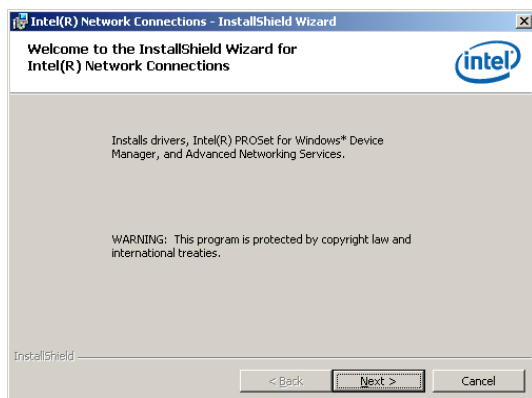 Intel(R) Network Connections - InstallShield Wizard
Welcome to the InstallShield Wizard for
Intel(R) Network Connections
intel
Installs drivers, Intel(R) PROSet for Windows* Device
Manager, and Advanced Networking Services.
WARNING: This program is protected by copyright law and
international treaties.
InstallShield
< Back
Next >
Cancel